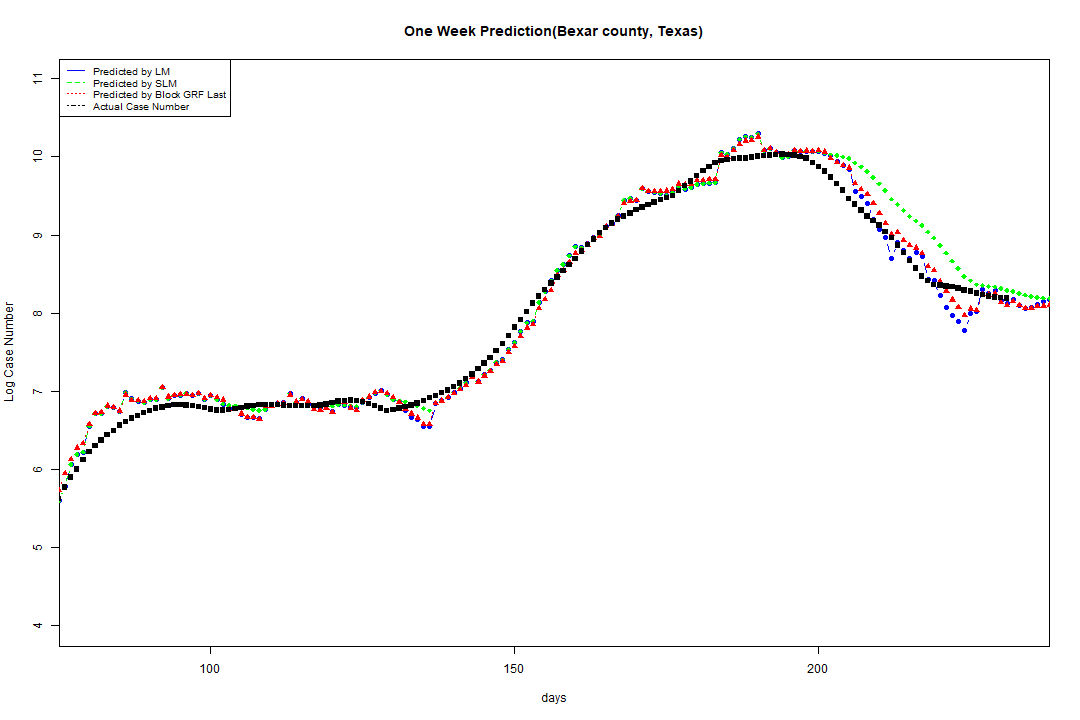 One Week Prediction(Bexar county, Texas)
Predicted by LM
Predicted by SLM
Predicted by Block GRF Last
Actual Case Number
11
10
9
8
7
6
5
4
Log Case Number
100 150 200
days